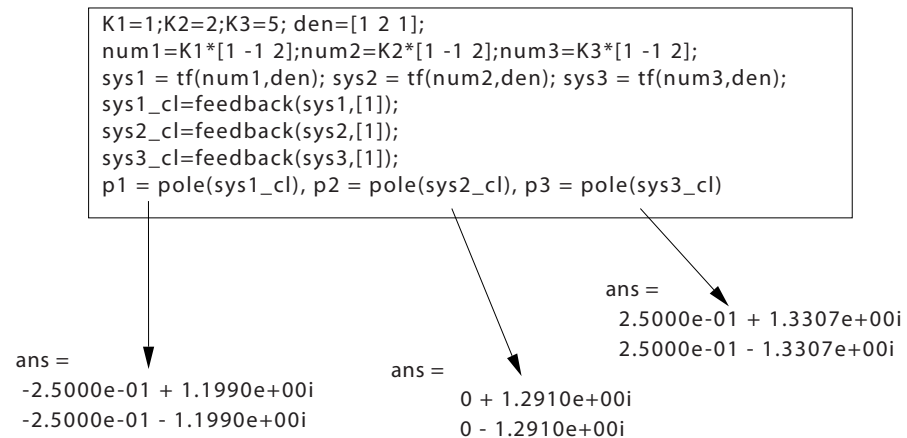 K1=1;K2=2;K3=5; den=[1 2 1];
num1=K1*[1 -1 2];num2=K2*[1 -1 2];num3=K3*[1 -1 2];
sys1 = tf(num1,den); sys2 = tf(num2,den); sys3 = tf(num3,den);
sys1_cl=feedback(sys1,[1]);
sys2_cl=feedback(sys2,[1]);
sys3_cl=feedback(sys3,[1]);
p1 = pole(sys1_cl), p2 = pole(sys2_cl), p3 = pole(sys3_cl)
ans =
-2.5000e-01 + 1.1990e+00i
-2.5000e-01 - 1.1990e+00i
ans =
0 + 1.2910e+00i
0 - 1.2910e+00i
ans =
2.5000e-01 + 1.3307e+00i
2.5000e-01 - 1.3307e+00i